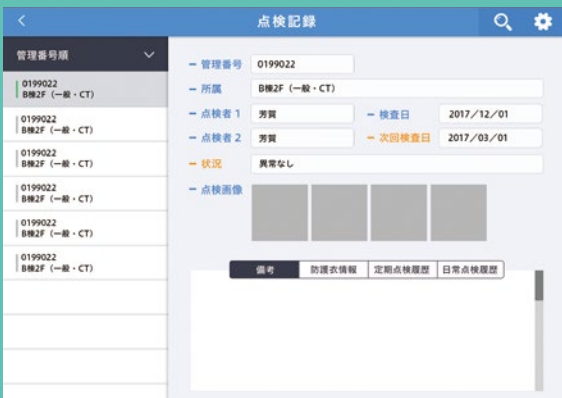 点検記録
管理番号順
0199022
B棟2F（一般・CT）
0199022
B棟2F（一般・CT）
0199022
B棟2F（一般・CT）
0199022
B棟2F（一般・CT）
0199022
B棟2F（一般・CT）
0199022
B棟2F（一般・CT）
管理番号 0199022
所属 B棟2F（一般・CT）
点検者1 芳賀 検査日 2017／12／01
点検者2 芳賀 次回検査日 2017／03／01
状況 異常なし
点検画像
備考 防護衣情報 定期点検履歴 日常点検履歴